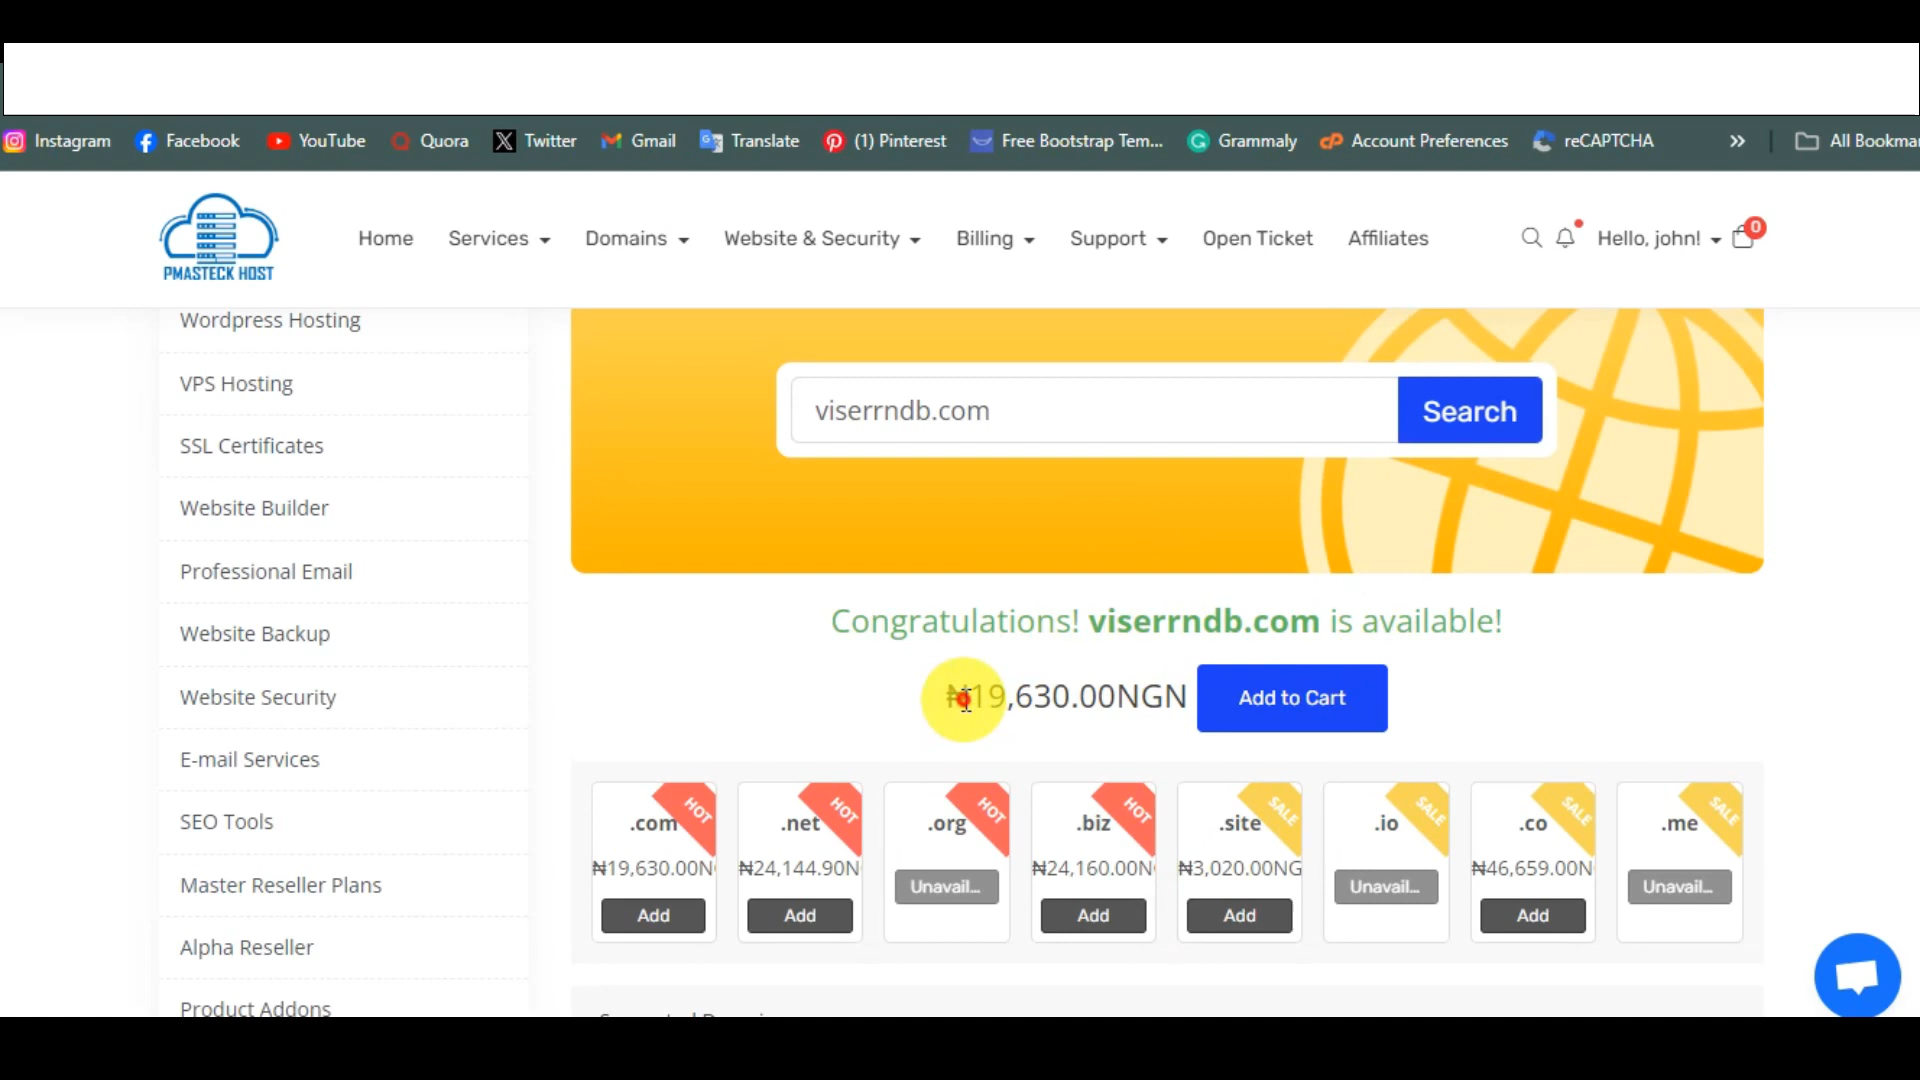 Instagram Facebook YouTube Quora Twitter Gmail Translate (1) Pinterest Free Bootstrap Tem... Grammaly Account Preferences reCAPTCHA » All Bookma
PMASTECK HOST
Home Services Domains Website & Security Billing Support Open Ticket Affiliates Hello, john! 0
Wordpress Hosting
VPS Hosting
SSL Certificates
Website Builder
Professional Email
Website Backup
Website Security
E-mail Services
SEO Tools
Master Reseller Plans
Alpha Reseller
Product Addons
viserrndb.com Search
Congratulations! viserrndb.com is available!
₦19,630.00NGN Add to Cart
HOT HOT HOT HOT SALE SALE SALE SALE
.com .net .org .biz .site .io .co .me
₦19,630.00N ₦24,144.90N ₦24,160.00N ₦3,020.00NG ₦46,659.00N
Unavail... Unavail... Unavail...
Add Add Add Add Add